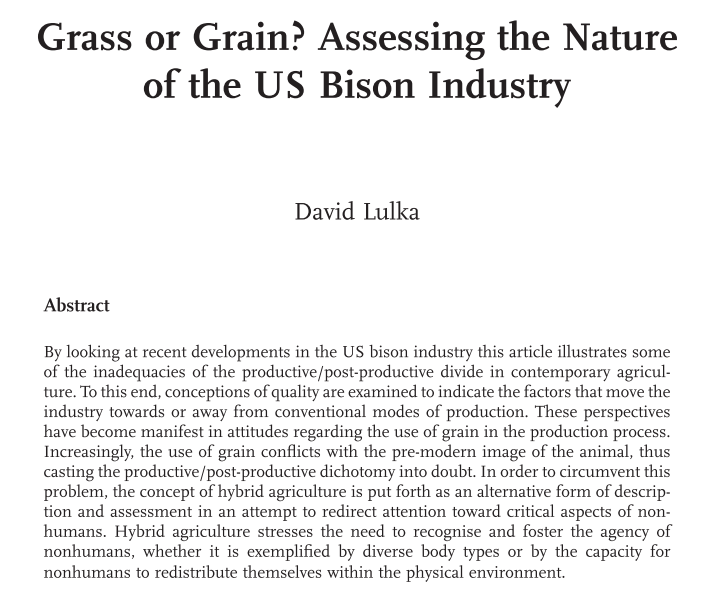 Grass or Grain? Assessing the Nature
of the US Bison Industry
David Lulka
Abstract
By looking at recent developments in the US bison industry this article illustrates some
of the inadequacies of the productive/post-productive divide in contemporary agricul-
ture. To this end, conceptions of quality are examined to indicate the factors that move the
industry towards or away from conventional modes of production. These perspectives
have become manifest in attitudes regarding the use of grain in the production process.
Increasingly, the use of grain conflicts with the pre-modern image of the animal, thus
casting the productive/post-productive dichotomy into doubt. In order to circumvent this
problem, the concept of hybrid agriculture is put forth as an alternative form of descrip-
tion and assessment in an attempt to redirect attention toward critical aspects of non-
humans. Hybrid agriculture stresses the need to recognise and foster the agency of
nonhumans, whether it is exemplified by diverse body types or by the capacity for
nonhumans to redistribute themselves within the physical environment.